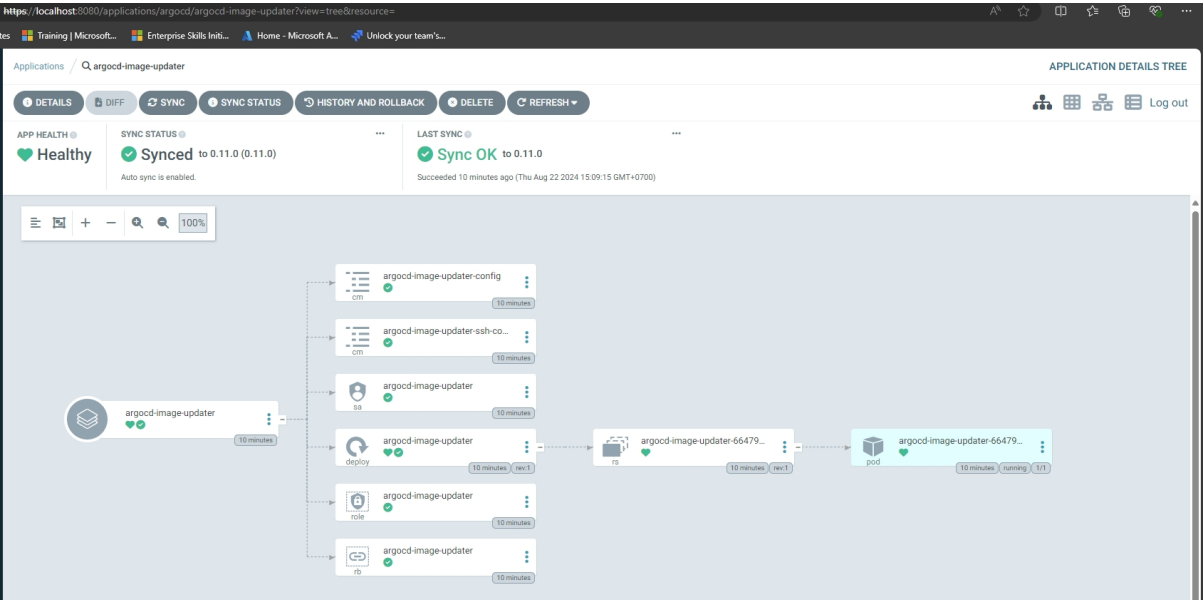 https://localhost:8080/applications/argocd/argocd-image-updater?view=tree&resource=
tes Training | Microsoft... Enterprise Skills Initi... Home - Microsoft A... Unlock your team's...
Applications / argocd-image-updater APPLICATION DETAILS TREE
DETAILS DIFF SYNC SYNC STATUS HISTORY AND ROLLBACK DELETE REFRESH Log out
APP HEALTH SYNC STATUS LAST SYNC
Healthy Synced to 0.11.0 (0.11.0) Sync OK to 0.11.0
Auto sync is enabled. Succeeded 10 minutes ago (Thu Aug 22 2024 15:09:15 GMT+0700)
100%
argocd-image-updater-config
cm
10 minutes
argocd-image-updater-ssh-co...
cm
10 minutes
argocd-image-updater
sa
10 minutes
argocd-image-updater
10 minutes
argocd-image-updater
deploy
10 minutes rev:1
argocd-image-updater-66479...
rs
10 minutes rev:1
argocd-image-updater-66479...
pod
10 minutes running 1/1
argocd-image-updater
role
10 minutes
argocd-image-updater
rb
10 minutes